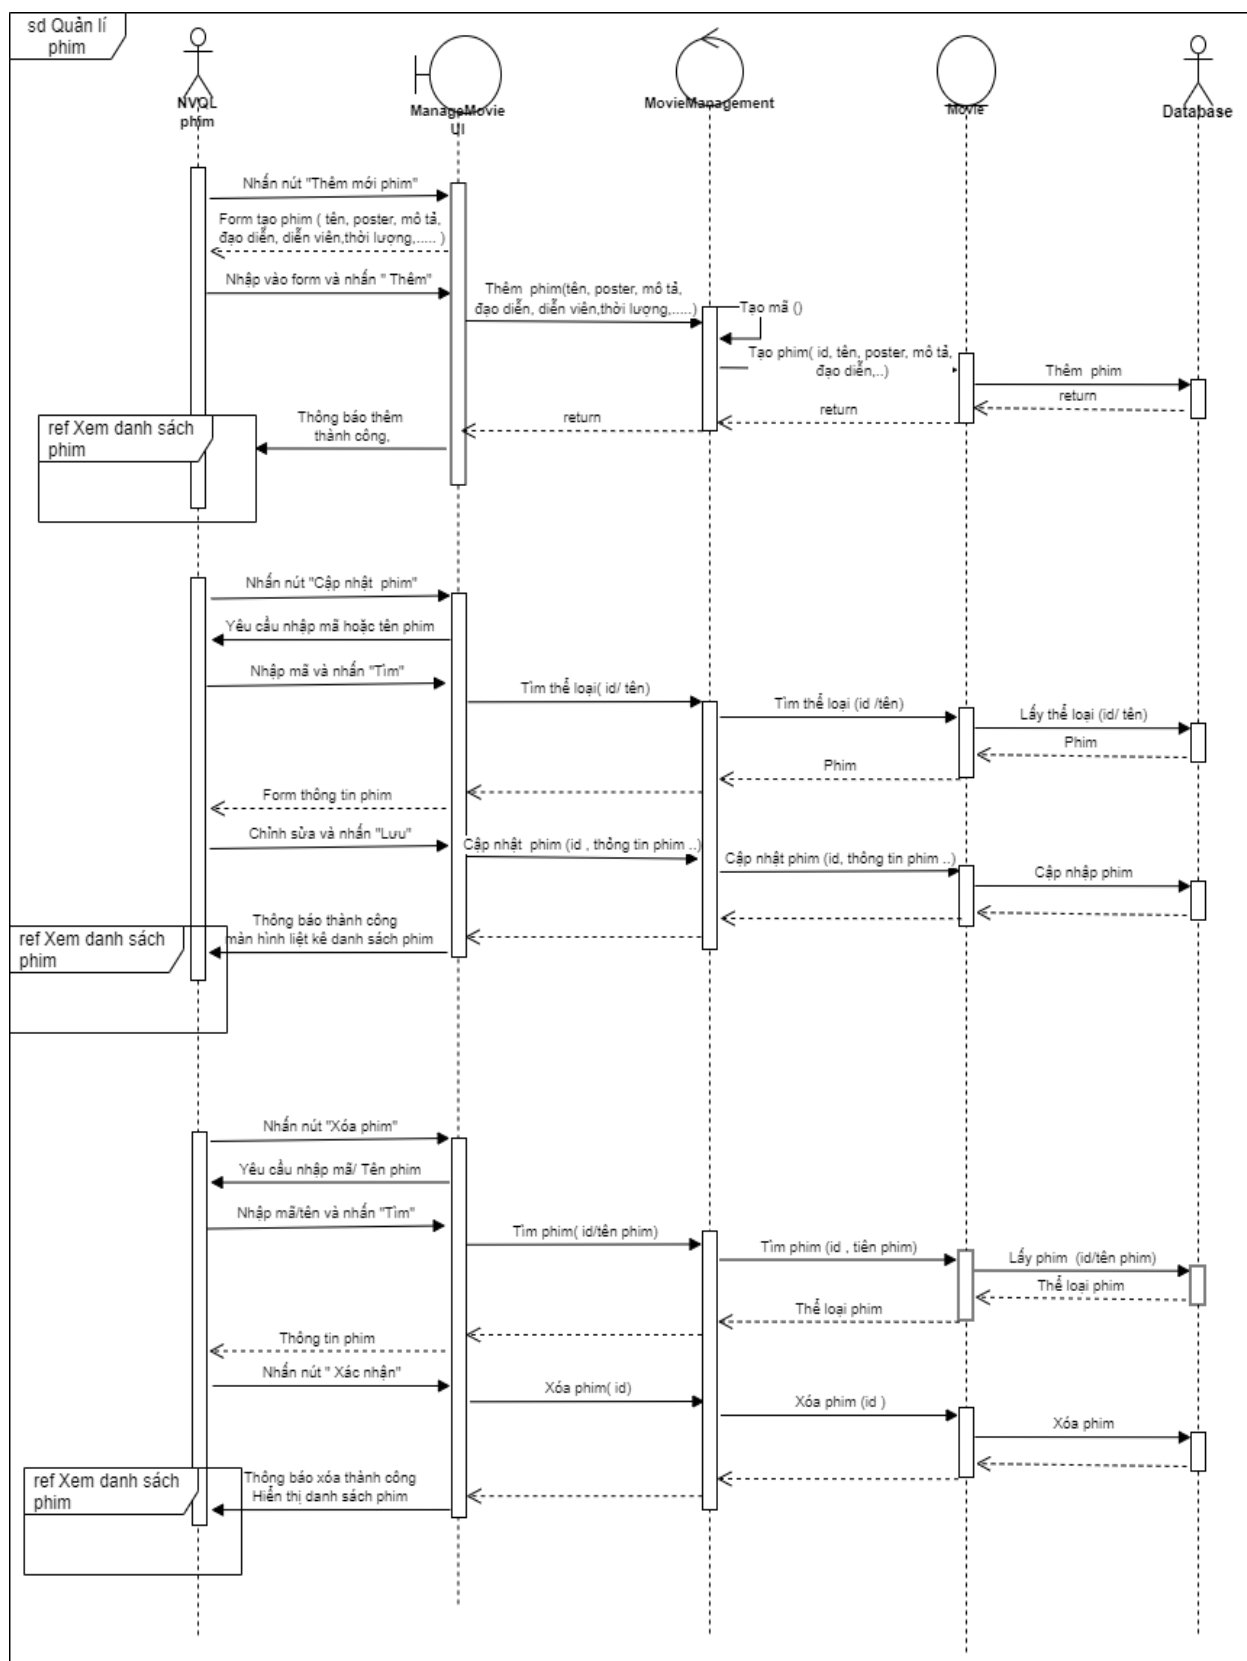 sd Quản lí
phim
NVQL
phim
ManageMovie
UI
MovieManagement
Movie
Database
Nhấn nút "Thêm mới phim"
Form tạo phim ( tên, poster, mô tả,
đạo diễn, diễn viên,thời lượng,..... )
Nhập vào form và nhấn " Thêm"
Thêm  phim(tên, poster, mô tả,
đạo diễn, diễn viên,thời lượng,.....)
Tạo mã ()
Tạo phim( id, tên, poster, mô tả,
đạo diễn,..)
Thêm  phim
return
return
return
Thông báo thêm
thành công,
ref Xem danh sách
phim
Nhấn nút "Cập nhật  phim"
Yêu cầu nhập mã hoặc tên phim
Nhập mã và nhấn "Tìm"
Tìm thể loại( id/ tên)
Tìm thể loại (id /tên)
Lấy thể loại (id/ tên)
Phim
Phim
Form thông tin phim
Chỉnh sửa và nhấn "Lưu"
Cập nhật  phim (id , thông tin phim ..)
Cập nhật phim (id, thông tin phim ..)
Cập nhập phim
Thông báo thành công
màn hình liệt kê danh sách phim
ref Xem danh sách
phim
Nhấn nút "Xóa phim"
Yêu cầu nhập mã/ Tên phim
Nhập mã/tên và nhấn "Tìm"
Tìm phim( id/tên phim)
Tìm phim (id , tiên phim)
Lấy phim  (id/tên phim)
Thể loại phim
Thể loại phim
Thông tin phim
Nhấn nút " Xác nhận"
Xóa phim( id)
Xóa phim (id )
Xóa phim
Thông báo xóa thành công
Hiển thị danh sách phim
ref Xem danh sách
phim